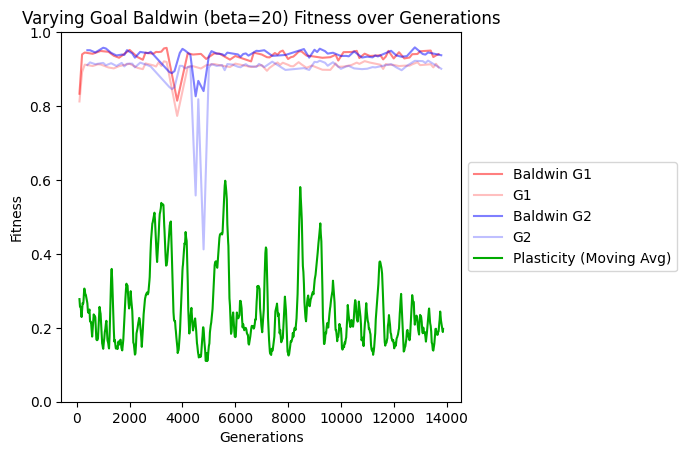 Varying Goal Baldwin (beta=20) Fitness over Generations
1.0
0.8
0.6
0.4
0.2
0.0
Fitness
0 2000 4000 6000 8000 10000 12000 14000
Generations
Baldwin G1
G1
Baldwin G2
G2
Plasticity (Moving Avg)